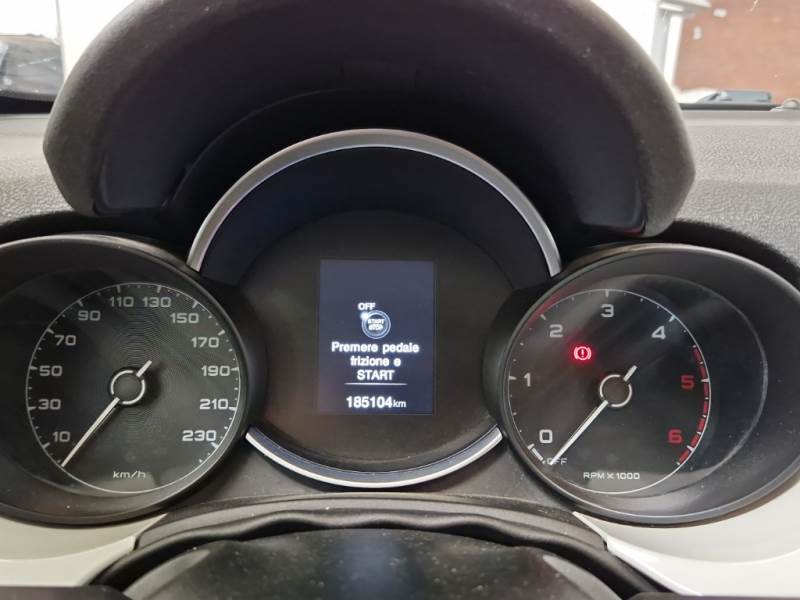 10
30
50
70
90
110
130
150
170
190
210
230
km/h
OFF
START
STOP
Premere pedale
frizione e
START
185104km
0
1
2
3
4
5
6
OFF
RPM X 1000